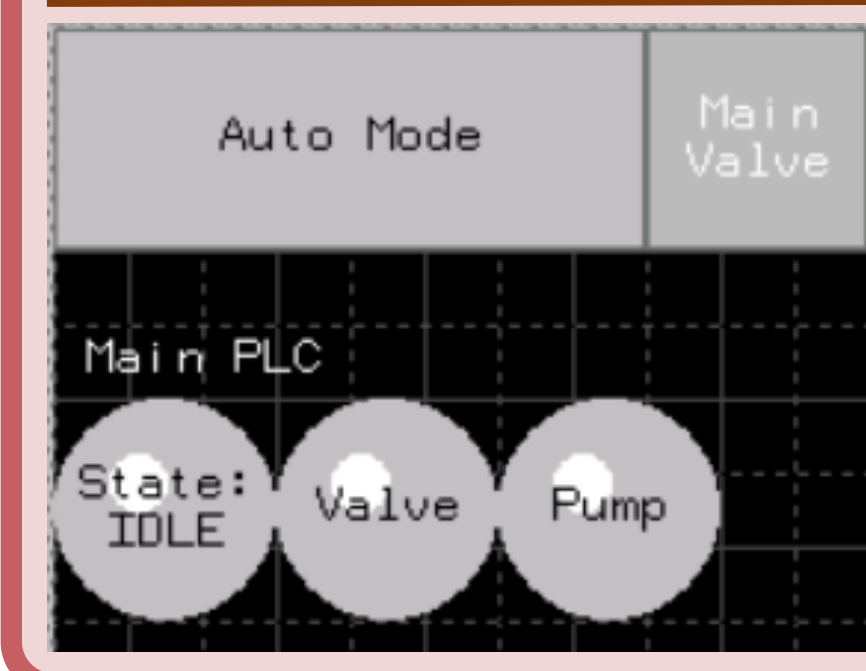 Auto Mode
Main
Valve
Main PLC
State:
IDLE
Valve
Pump